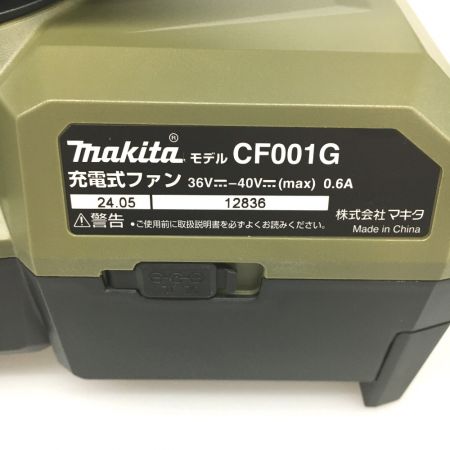 makita® モデル CF001G
充電式ファン 36V⎓–40V⎓(max) 0.6A
24.05 12836
⚠警告 •ご使用前に取扱説明書を必ずよくお読みください。
株式会社 マキタ
Made in China